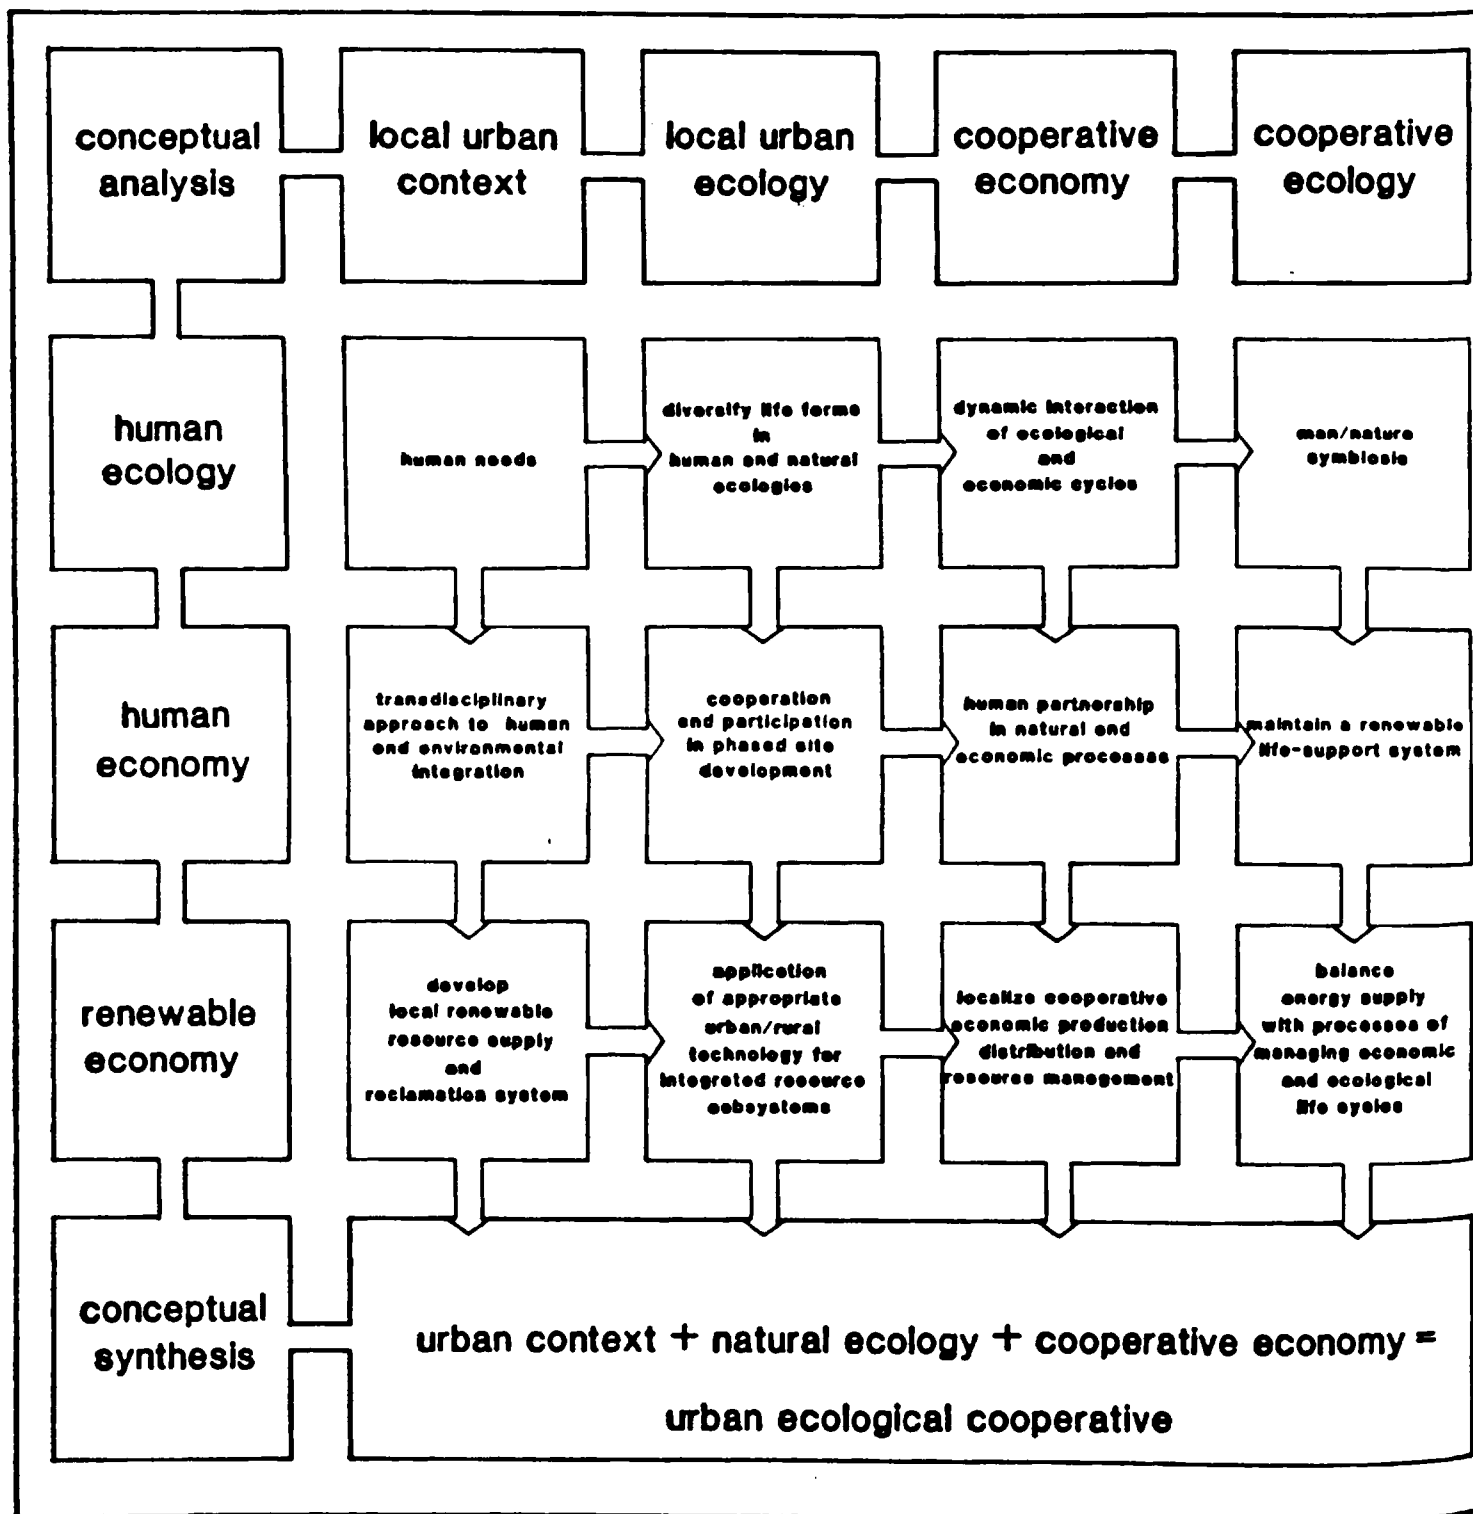 conceptual
analysis
local urban
context
local urban
ecology
cooperative
economy
cooperative
ecology
human
ecology
human needs
diversify life forms
in
human and natural
ecologies
dynamic interaction
of ecological
and
economic cycles
man/nature
symbiosis
human
economy
transdisciplinary
approach to human
and environmental
integration
cooperation
and participation
in phased site
development
human partnership
in natural and
economic processes
maintain a renewable
life-support system
renewable
economy
develop
local renewable
resource supply
and
reclamation system
application
of appropriate
urban/rural
technology for
integrated resource
subsystems
localize cooperative
economic production
distribution and
resource management
balance
energy supply
with processes of
managing economic
and ecological
life cycles
conceptual
synthesis
urban context + natural ecology + cooperative economy =
urban ecological cooperative